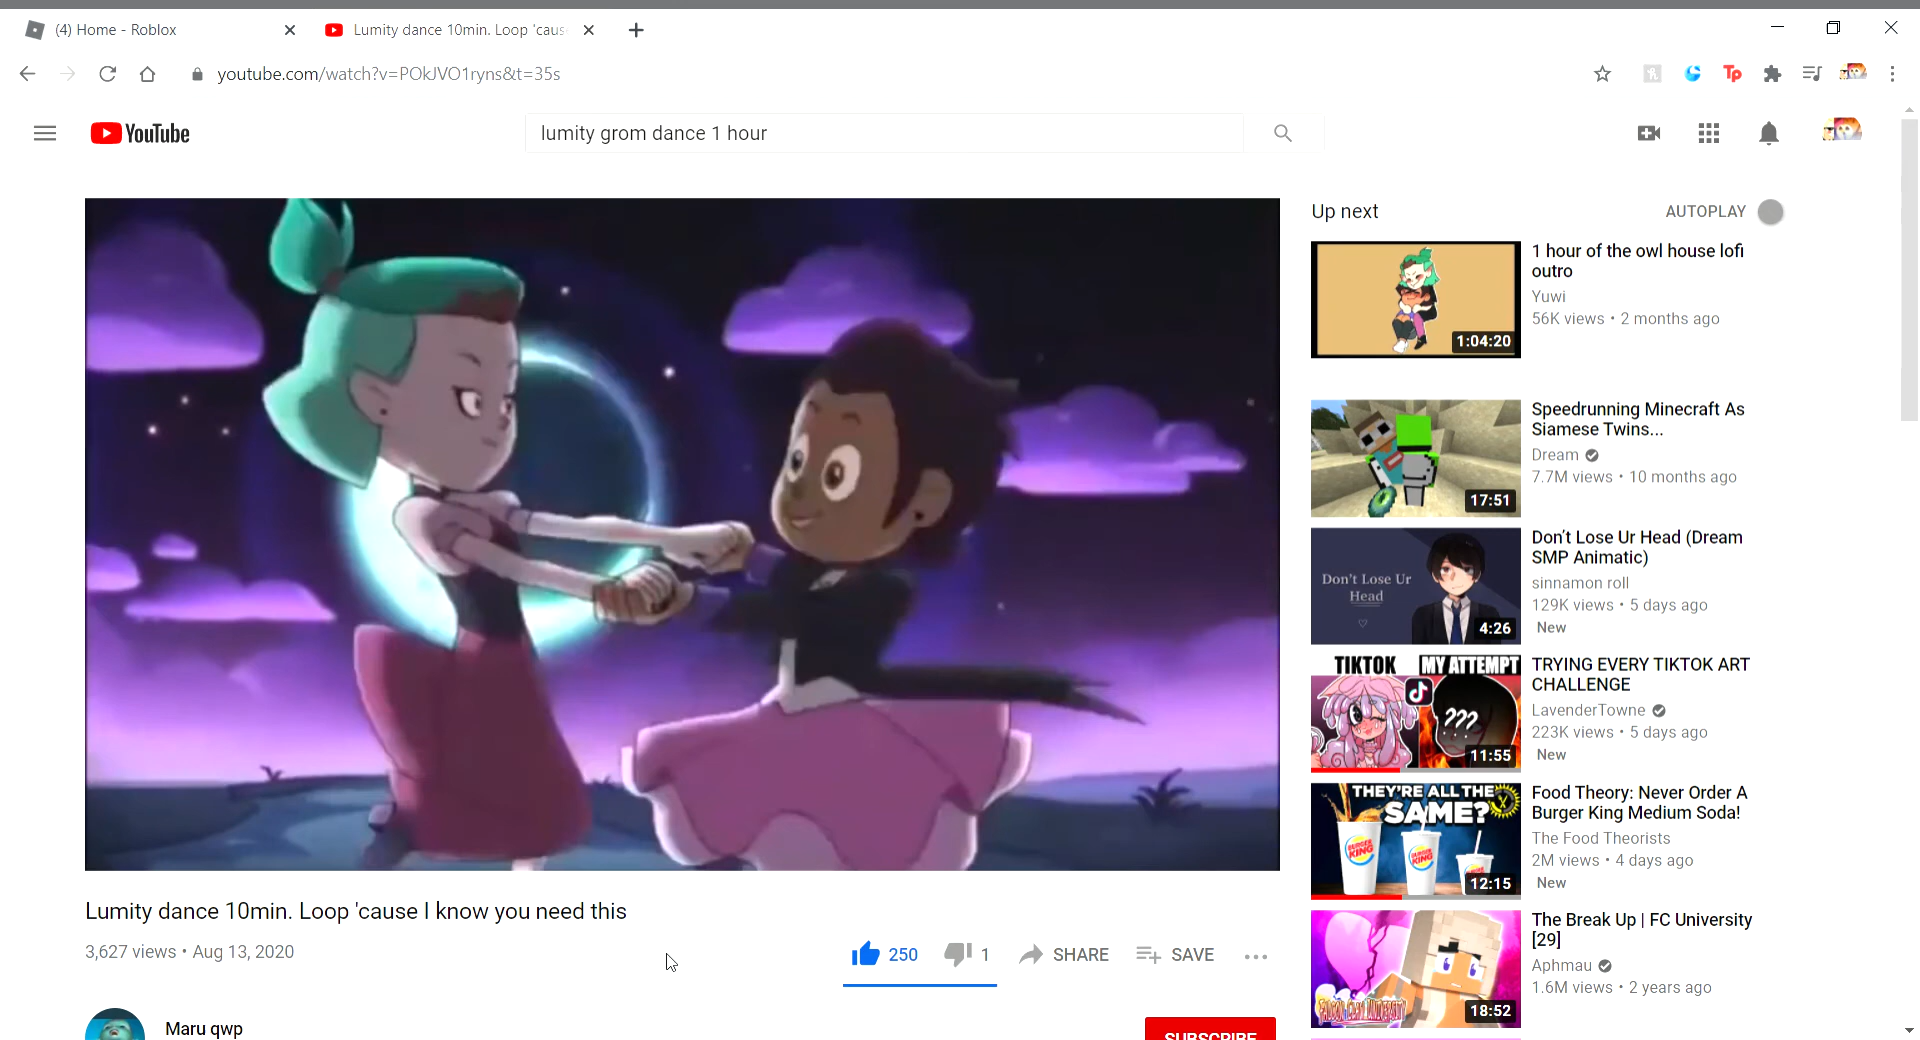 (4) Home - Roblox
Lumity dance 10min. Loop 'caus
youtube.com/watch?v=POkJVO1ryns&t=35s
Tp
YouTube
lumity grom dance 1 hour
Up next
AUTOPLAY
1:04:20
1 hour of the owl house lofi
outro
Yuwi
56K views • 2 months ago
17:51
Speedrunning Minecraft As
Siamese Twins...
Dream
7.7M views • 10 months ago
Don't Lose Ur
Head
4:26
Don't Lose Ur Head (Dream
SMP Animatic)
sinnamon roll
129K views • 5 days ago
New
TIKTOK
MY ATTEMPT
???
11:55
TRYING EVERY TIKTOK ART
CHALLENGE
LavenderTowne
223K views • 5 days ago
New
THEY'RE ALL THE
SAME?
BURGER KING
BURGER KING
12:15
Food Theory: Never Order A
Burger King Medium Soda!
The Food Theorists
2M views • 4 days ago
New
18:52
The Break Up | FC University
[29]
Aphmau
1.6M views • 2 years ago
Lumity dance 10min. Loop 'cause I know you need this
3,627 views • Aug 13, 2020
250
1
SHARE
SAVE
Maru qwp
SUBSCRIBE